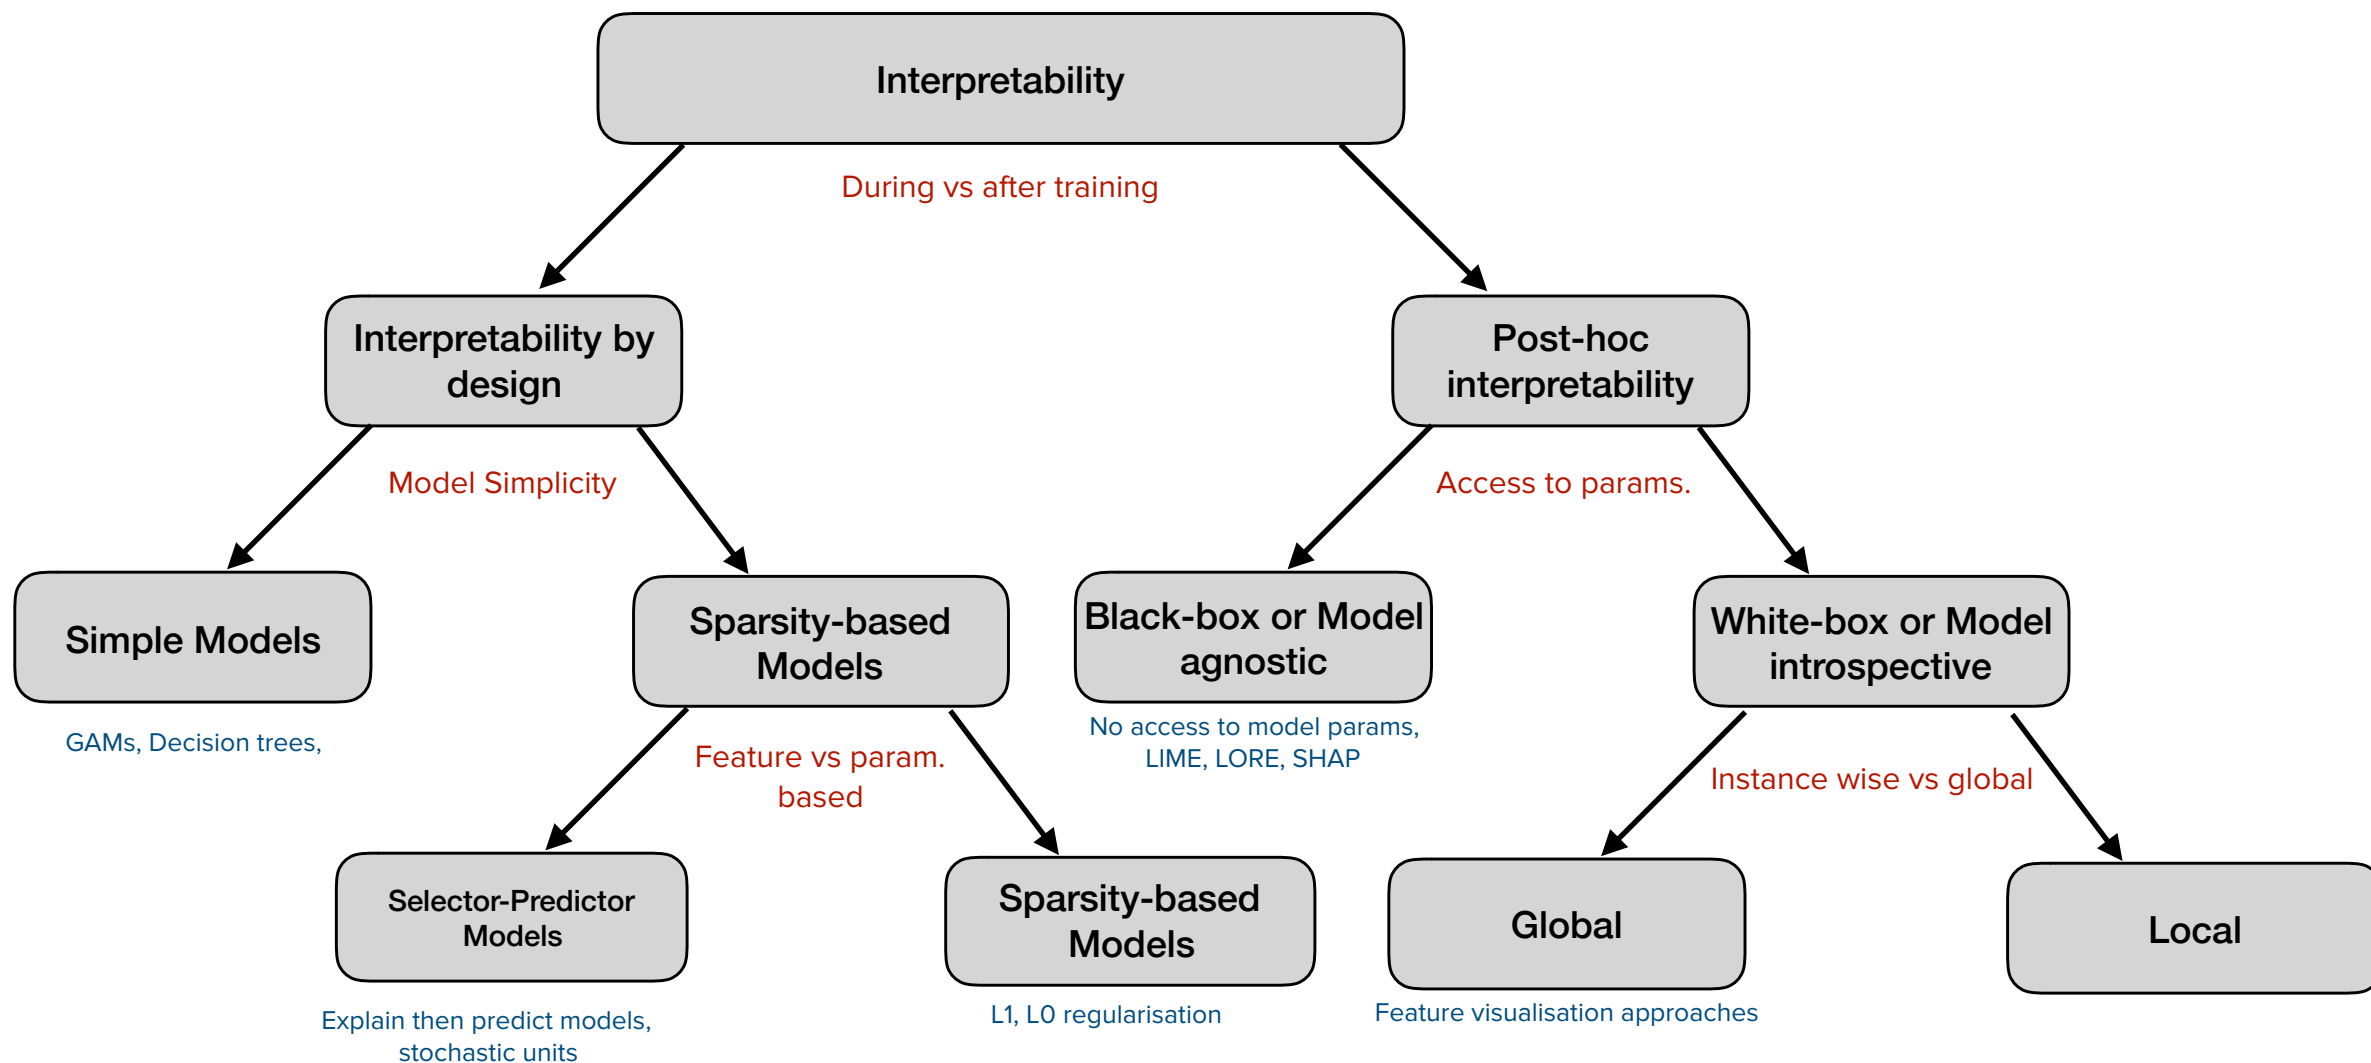 Interpretability
During vs after training
Interpretability by
design
Post-hoc
interpretability
Model Simplicity
Access to params.
Simple Models
Sparsity-based
Models
Black-box or Model
agnostic
White-box or Model
introspective
GAMs, Decision trees,
Feature vs param.
based
No access to model params,
LIME, LORE, SHAP
Instance wise vs global
Selector-Predictor
Models
Sparsity-based
Models
Global
Local
Explain then predict models,
stochastic units
L1, L0 regularisation
Feature visualisation approaches